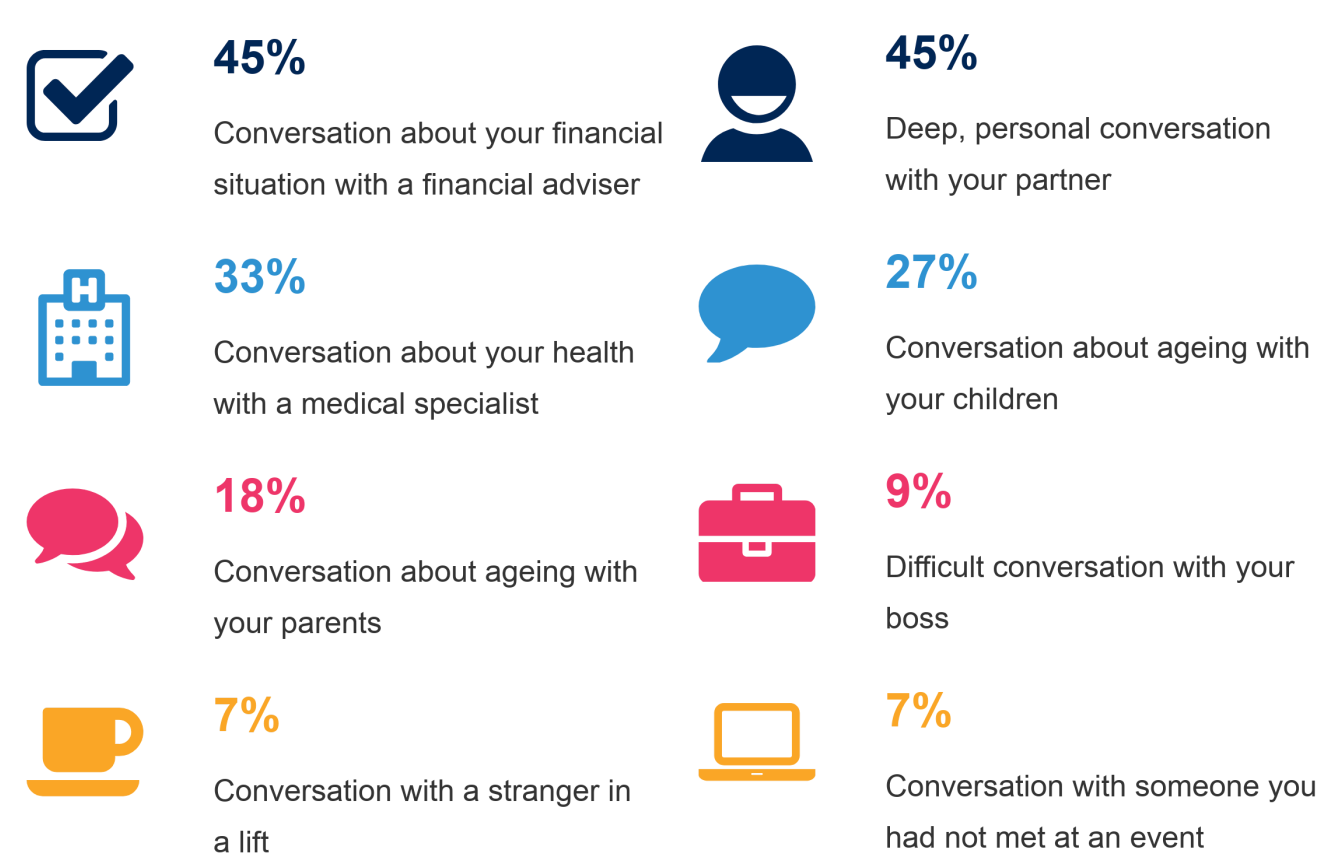 45%
Conversation about your financial
situation with a financial adviser
45%
Deep, personal conversation
with your partner
33%
Conversation about your health
with a medical specialist
27%
Conversation about ageing with
your children
18%
Conversation about ageing with
your parents
9%
Difficult conversation with your
boss
7%
Conversation with a stranger in
a lift
7%
Conversation with someone you
had not met at an event
H